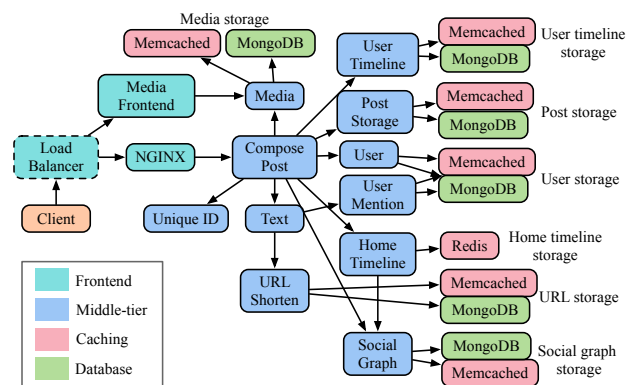 Media storage
Memcached
MongoDB
User
Timeline
Memcached
MongoDB
User timeline
storage
Media
Frontend
Media
Post
Storage
Memcached
MongoDB
Post storage
Load
Balancer
NGINX
Compose
Post
User
Memcached
MongoDB
User storage
User
Mention
Client
Unique ID
Text
Home
Timeline
Redis
Home timeline
storage
URL
Shorten
Memcached
MongoDB
URL storage
Social
Graph
MongoDB
Memcached
Social graph
storage
Frontend
Middle-tier
Caching
Database